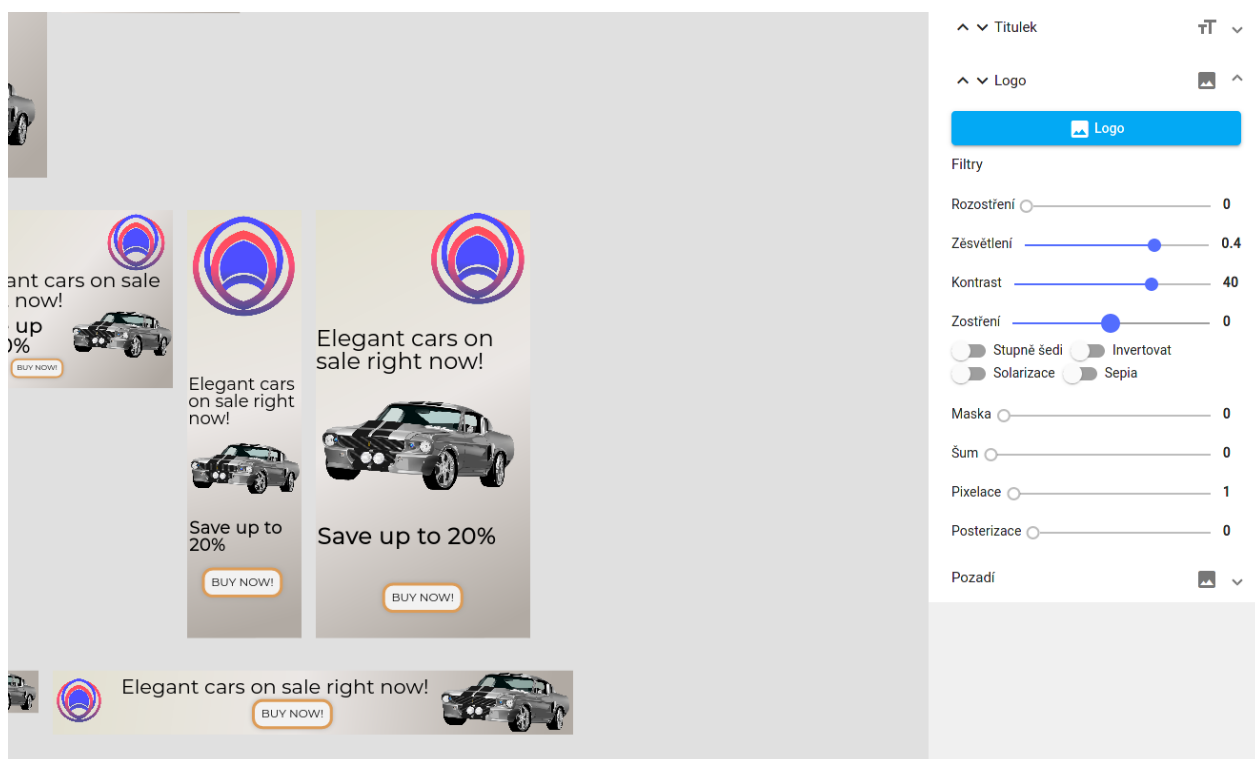 Titulek
Logo
Logo
Filtry
Rozostření 0
Zěsvětlení 0.4
Kontrast 40
Zostření 0
Stupně šedi Invertovat
Solarizace Sepia
Maska 0
Šum 0
Pixelace 1
Posterizace 0
Pozadí
ant cars on sale
now!
up
0%
BUY NOW!
Elegant cars
on sale right
now!
Save up to
20%
BUY NOW!
Elegant cars on
sale right now!
Save up to 20%
BUY NOW!
Elegant cars on sale right now!
BUY NOW!